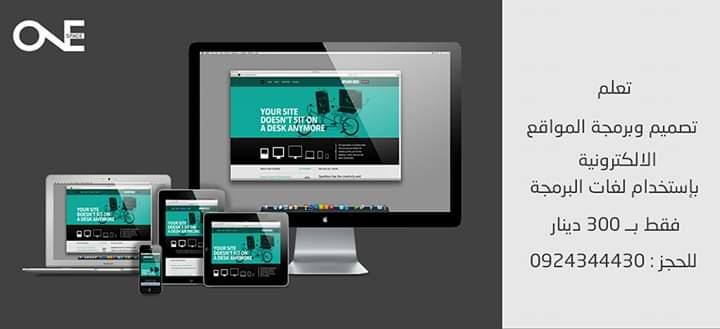 ONE
SPACE
YOUR SITE
DOESN'T SIT ON
A DESK ANYMORE
YOUR SITE
DOESN'T SIT ON
A DESK ANYMORE
YOUR SITE
DOESN'T SIT ON
A DESK ANYMORE
YOUR SITE
DOESN'T SIT ON
A DESK ANYMORE
تعلم
تصميم وبرمجة المواقع
الالكترونية
بإستخدام لغات البرمجة
فقط بــ 300 دينار
للحجز : 0924344430